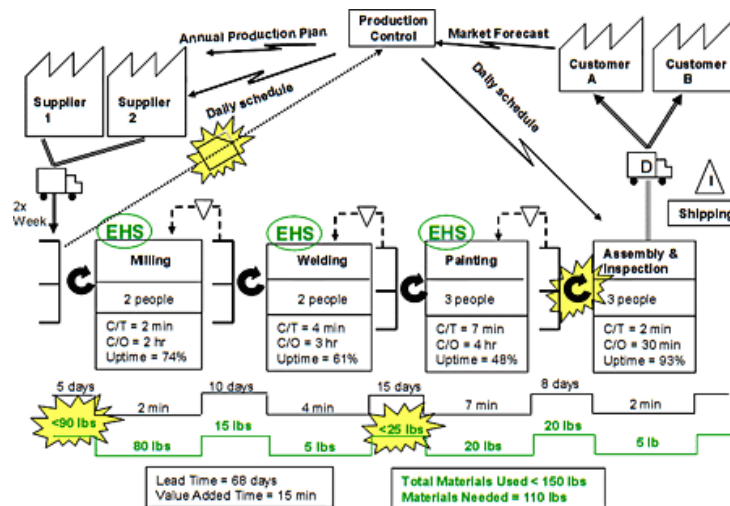 Production
Control
Annual Production Plan
Market Forecast
Supplier
1
Supplier
2
Customer
A
Customer
B
Daily schedule
Daily schedule
D
I
Shipping
2x
Week
EHS
Milling
2 people
C/T = 2 min
C/O = 2 hr
Uptime = 74%
EHS
Welding
2 people
C/T = 4 min
C/O = 3 hr
Uptime = 61%
EHS
Painting
3 people
C/T = 7 min
C/O = 4 hr
Uptime = 48%
Assembly &
Inspection
3 people
C/T = 2 min
C/O = 30 min
Uptime = 93%
5 days
2 min
10 days
4 min
15 days
7 min
8 days
2 min
<90 lbs
80 lbs
15 lbs
5 lbs
<25 lbs
20 lbs
20 lbs
5 lb
Lead Time = 68 days
Value Added Time = 15 min
Total Materials Used < 150 lbs
Materials Needed = 110 lbs